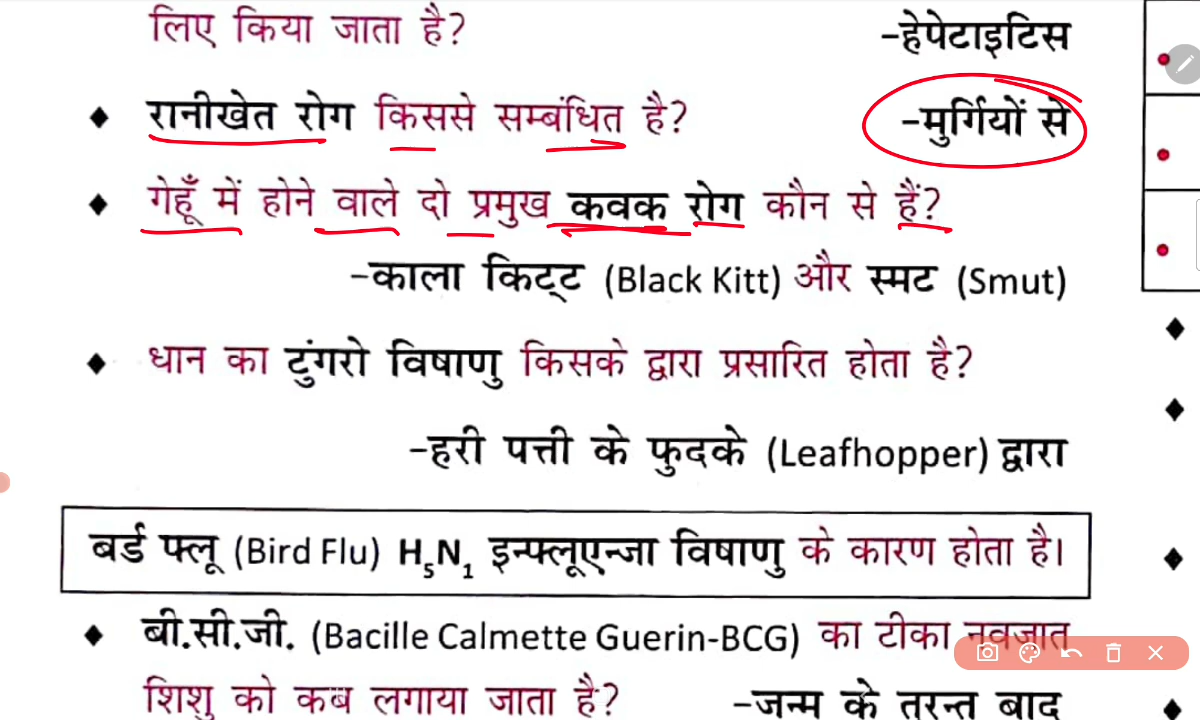 लिए किया जाता है? -हेपेटाइटिस
♦ रानीखेत रोग किससे सम्बंधित है? -मुर्गियों से
♦ गेहूँ में होने वाले दो प्रमुख कवक रोग कौन से हैं?
-काला किट्ट (Black Kitt) और स्मट (Smut)
♦ धान का टुंगरो विषाणु किसके द्वारा प्रसारित होता है?
-हरी पत्ती के फुदके (Leafhopper) द्वारा
बर्ड फ्लू (Bird Flu) H₅N₁ इन्फ्लूएन्जा विषाणु के कारण होता है।
♦ बी.सी.जी. (Bacille Calmette Guerin-BCG) का टीका नवजात
शिशु को कब लगाया जाता है? -जन्म के तुरन्त बाद